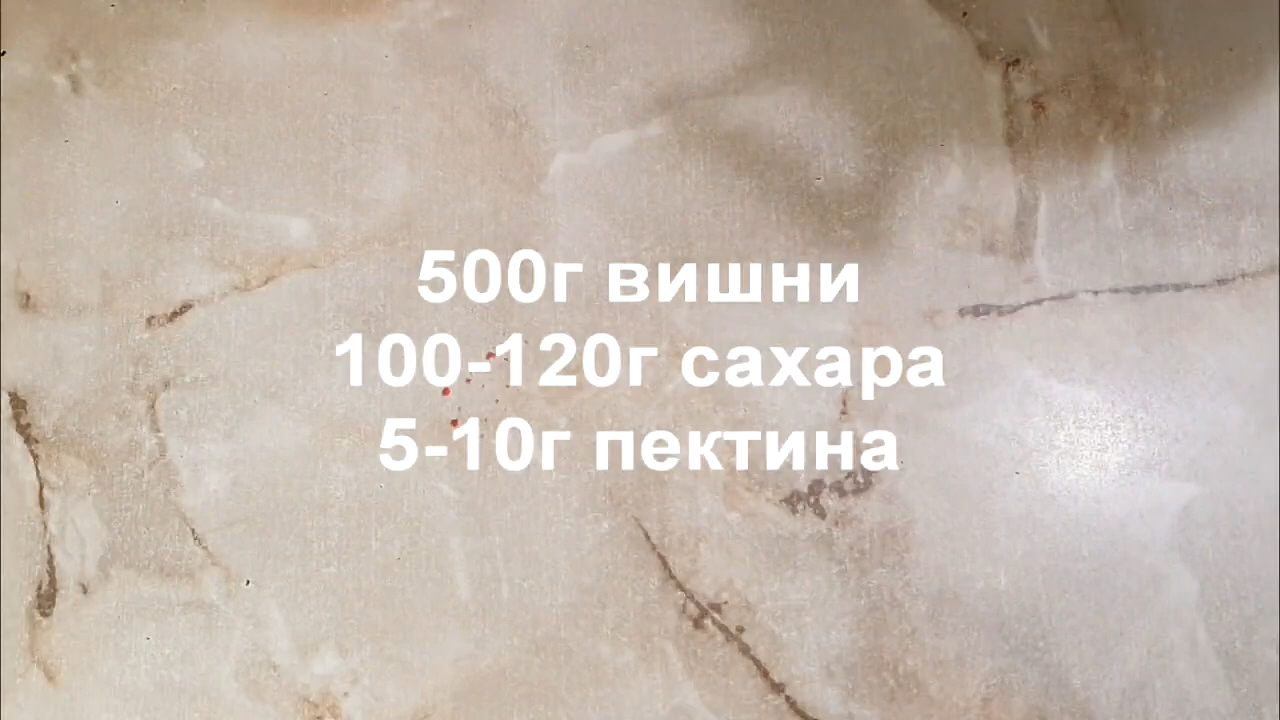 500г вишни
100-120г сахара
5-10г пектина